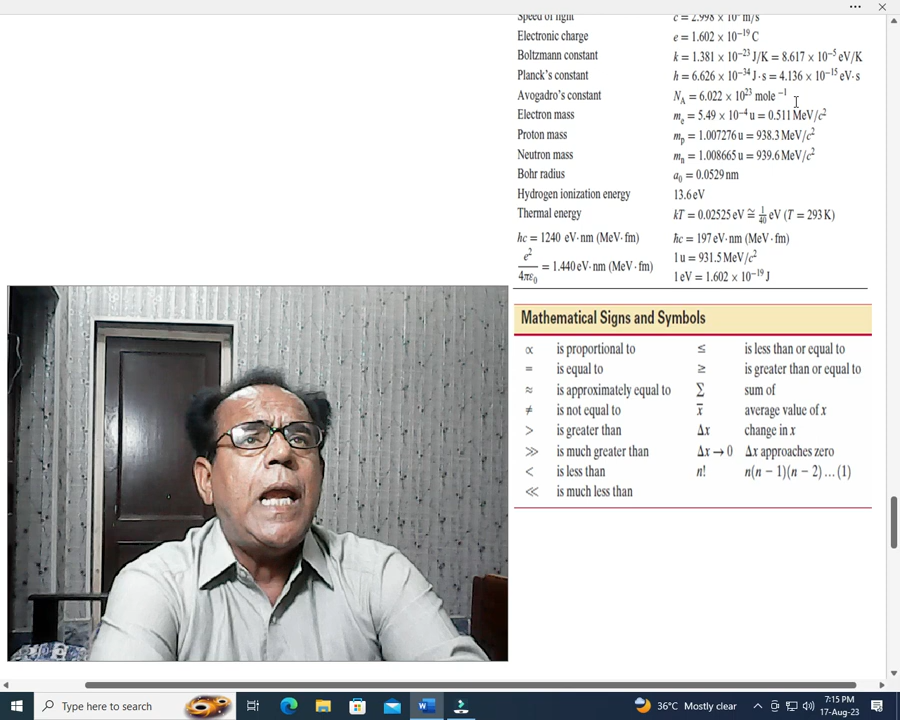 Speed of light c = 2.998 × 10 m/s
Electronic charge e = 1.602 × 10⁻¹⁹ C
Boltzmann constant k = 1.381 × 10⁻²³ J/K = 8.617 × 10⁻⁵ eV/K
Planck's constant h = 6.626 × 10⁻³⁴ J·s = 4.136 × 10⁻¹⁵ eV·s
Avogadro's constant N_A = 6.022 × 10²³ mole ⁻¹
Electron mass mₑ = 5.49 × 10⁻⁴ u = 0.511 MeV/c²
Proton mass mₚ = 1.007276 u = 938.3 MeV/c²
Neutron mass mₙ = 1.008665 u = 939.6 MeV/c²
Bohr radius a₀ = 0.0529 nm
Hydrogen ionization energy 13.6 eV
Thermal energy kT = 0.02525 eV ≅ 1/40 eV (T = 293 K)
hc = 1240 eV·nm (MeV·fm) ħc = 197 eV·nm (MeV·fm)
e²/4πε₀ = 1.440 eV·nm (MeV·fm) 1 u = 931.5 MeV/c²
1 eV = 1.602 × 10⁻¹⁹ J
Mathematical Signs and Symbols
∝ is proportional to ≤ is less than or equal to
= is equal to ≥ is greater than or equal to
≈ is approximately equal to ∑ sum of
≠ is not equal to x̄ average value of x
> is greater than Δx change in x
≫ is much greater than Δx → 0 Δx approaches zero
< is less than n! n(n − 1)(n − 2) … (1)
≪ is much less than
Type here to search
36°C Mostly clear
7:15 PM
17-Aug-23